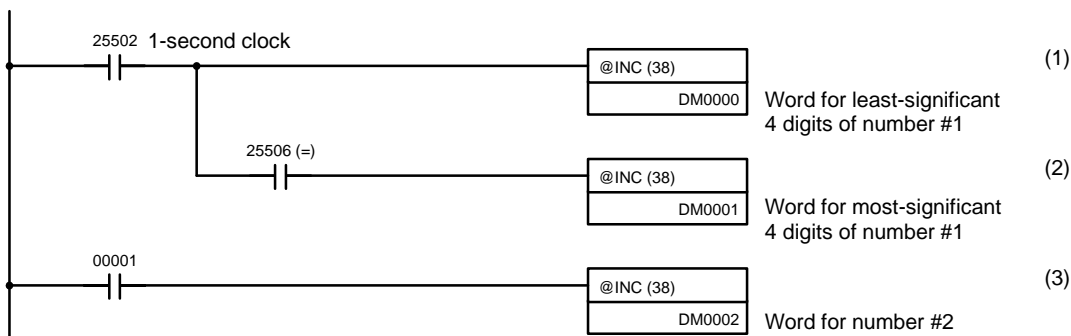 25502 1-second clock
@INC (38)
(1)
DM0000
Word for least-significant
4 digits of number #1
25506 (=)
@INC (38)
(2)
DM0001
Word for most-significant
4 digits of number #1
00001
@INC (38)
(3)
DM0002
Word for number #2